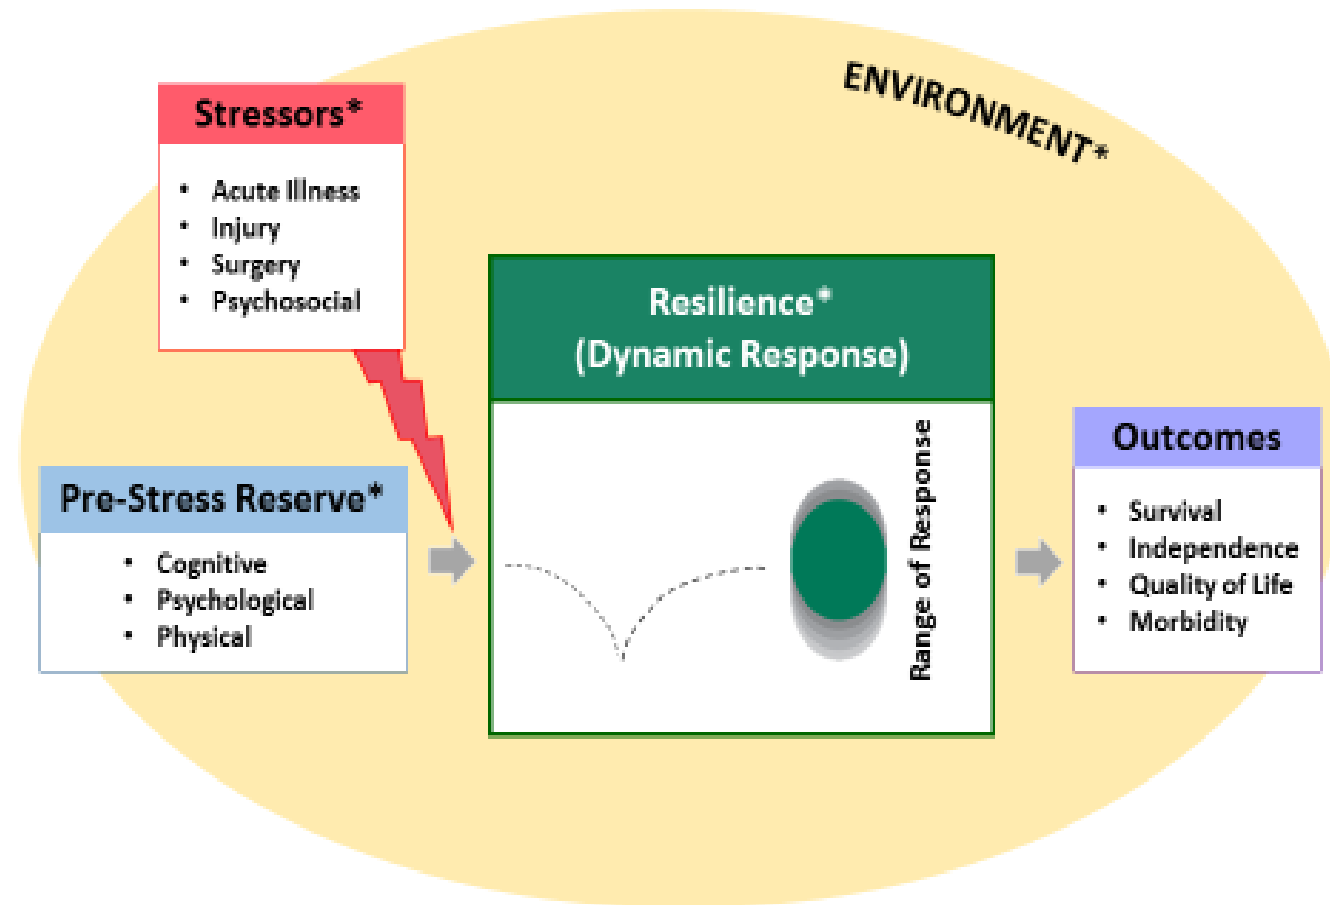 ENVIRONMENT*
Stressors*
• Acute Illness
• Injury
• Surgery
• Psychosocial
Pre-Stress Reserve*
• Cognitive
• Psychological
• Physical
Resilience*
(Dynamic Response)
Range of Response
Outcomes
• Survival
• Independence
• Quality of Life
• Morbidity